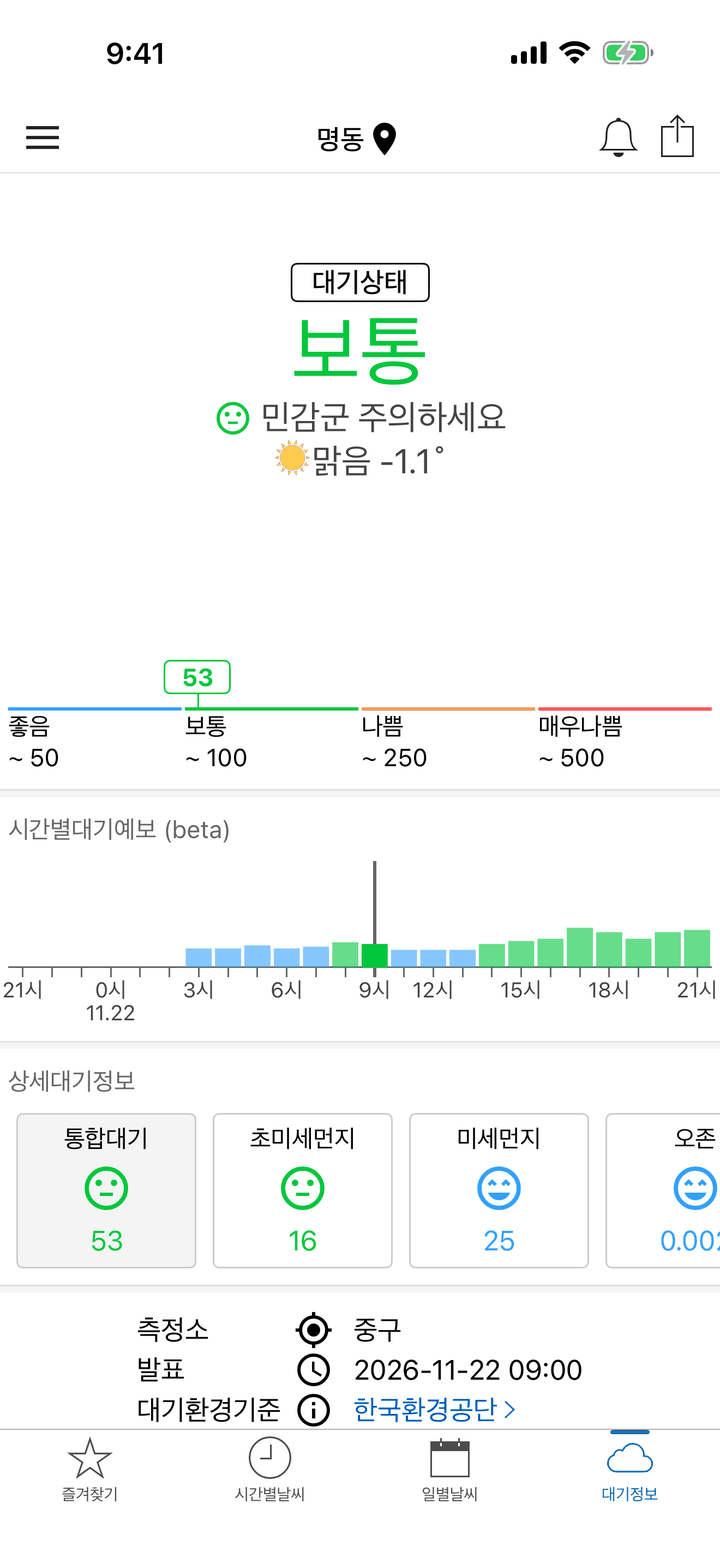 9:41
명동
대기상태
보통
민감군 주의하세요
맑음 -1.1°
53
좋음 보통 나쁨 매우나쁨
~ 50 ~ 100 ~ 250 ~ 500
시간별대기예보 (beta)
21시 0시 3시 6시 9시 12시 15시 18시 21시
11.22
상세대기정보
통합대기 초미세먼지 미세먼지 오존
53 16 25 0.002
측정소 중구
발표 2026-11-22 09:00
대기환경기준 한국환경공단 >
즐겨찾기 시간별날씨 일별날씨 대기정보